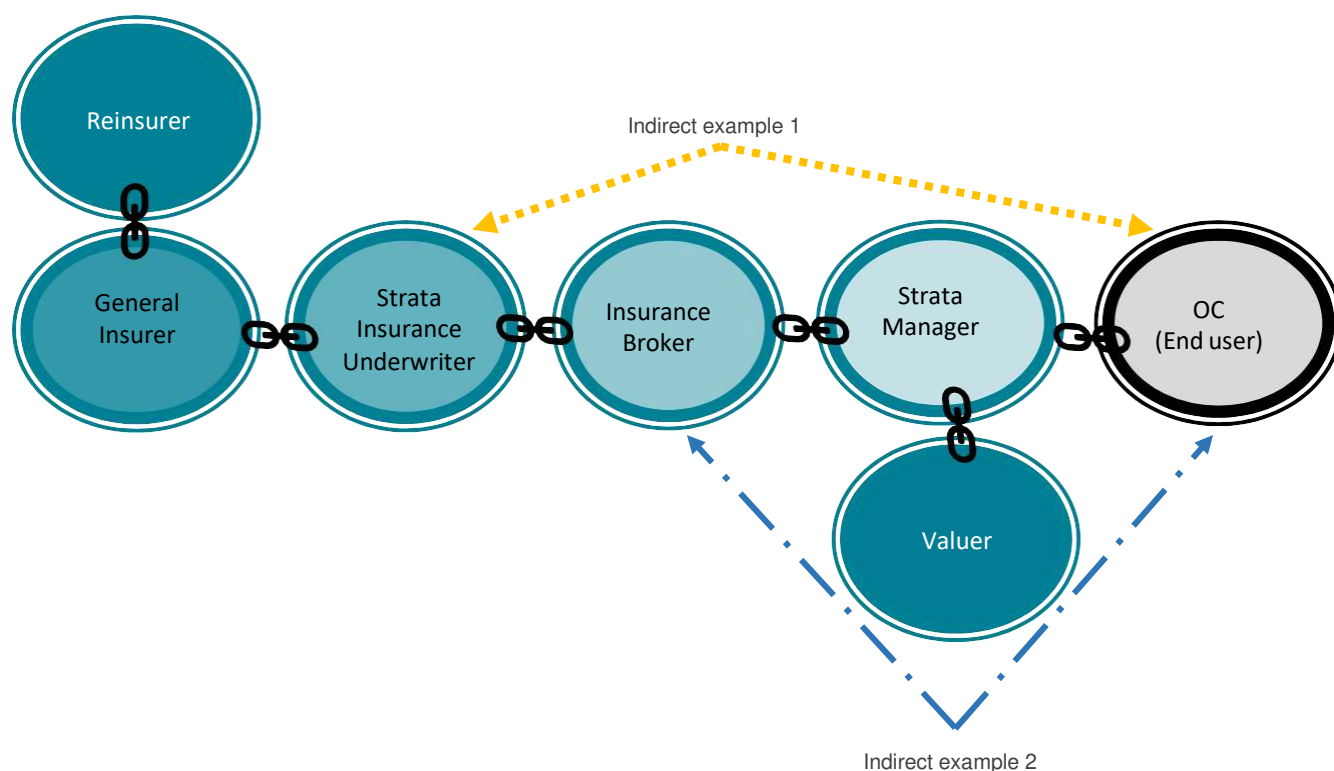 Reinsurer
Indirect example 1
General
Insurer
Strata
Insurance
Underwriter
Insurance
Broker
Strata
Manager
OC
(End user)
Valuer
Indirect example 2